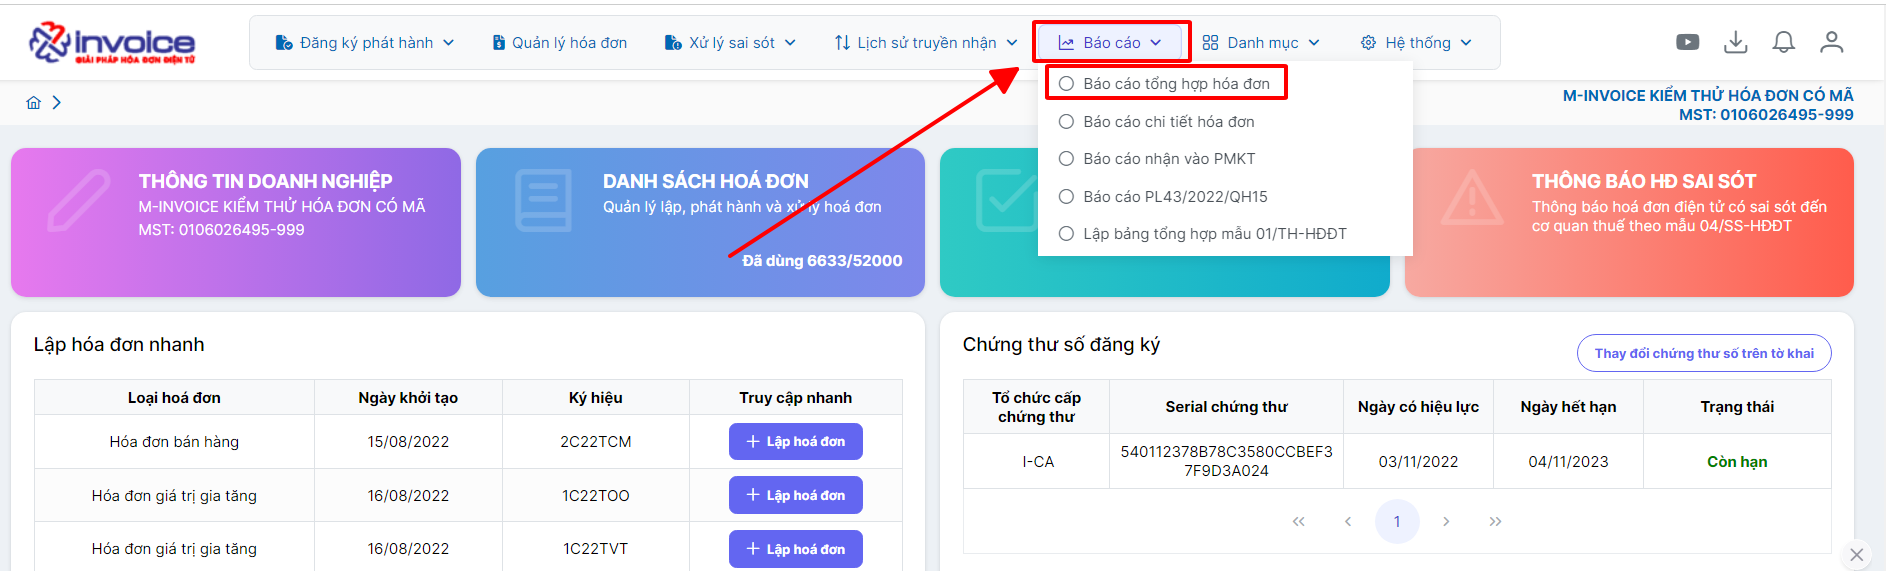 invoice
GIẢI PHÁP HÓA ĐƠN ĐIỆN TỬ
Đăng ký phát hành
Quản lý hóa đơn
Xử lý sai sót
Lịch sử truyền nhận
Báo cáo
Danh mục
Hệ thống
Báo cáo tổng hợp hóa đơn
Báo cáo chi tiết hóa đơn
Báo cáo nhận vào PMKT
Báo cáo PL43/2022/QH15
Lập bảng tổng hợp mẫu 01/TH-HĐĐT
M-INVOICE KIỂM THỬ HÓA ĐƠN CÓ MÃ
MST: 0106026495-999
THÔNG TIN DOANH NGHIỆP
M-INVOICE KIỂM THỬ HÓA ĐƠN CÓ MÃ
MST: 0106026495-999
DANH SÁCH HOÁ ĐƠN
Quản lý lập, phát hành và xử lý hoá đơn
Đã dùng 6633/52000
THÔNG BÁO HĐ SAI SÓT
Thông báo hoá đơn điện tử có sai sót đến
cơ quan thuế theo mẫu 04/SS-HĐĐT
Lập hóa đơn nhanh
Loại hoá đơn Ngày khởi tạo Ký hiệu Truy cập nhanh
Hóa đơn bán hàng 15/08/2022 2C22TCM Lập hoá đơn
Hóa đơn giá trị gia tăng 16/08/2022 1C22TOO Lập hoá đơn
Hóa đơn giá trị gia tăng 16/08/2022 1C22TVT Lập hoá đơn
Chứng thư số đăng ký
Thay đổi chứng thư số trên tờ khai
Tổ chức cấp
chứng thư
Serial chứng thư
Ngày có hiệu lực
Ngày hết hạn
Trạng thái
I-CA
540112378B78C3580CCBEF3
7F9D3A024
03/11/2022
04/11/2023
Còn hạn
1